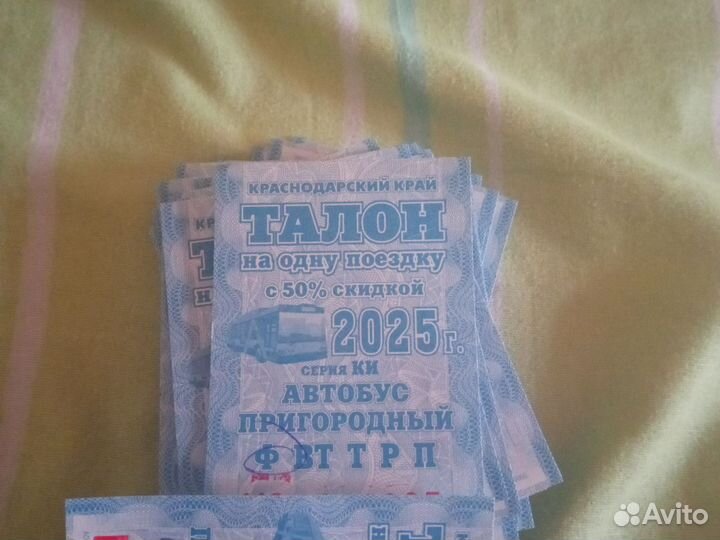 КРАСНОДАРСКИЙ КРАЙ
ТАЛОН
на одну поездку
с 50% скидкой
2025 г.
СЕРИЯ КИ
АВТОБУС
ПРИГОРОДНЫЙ
Ф ВТ Т Р П
Avito